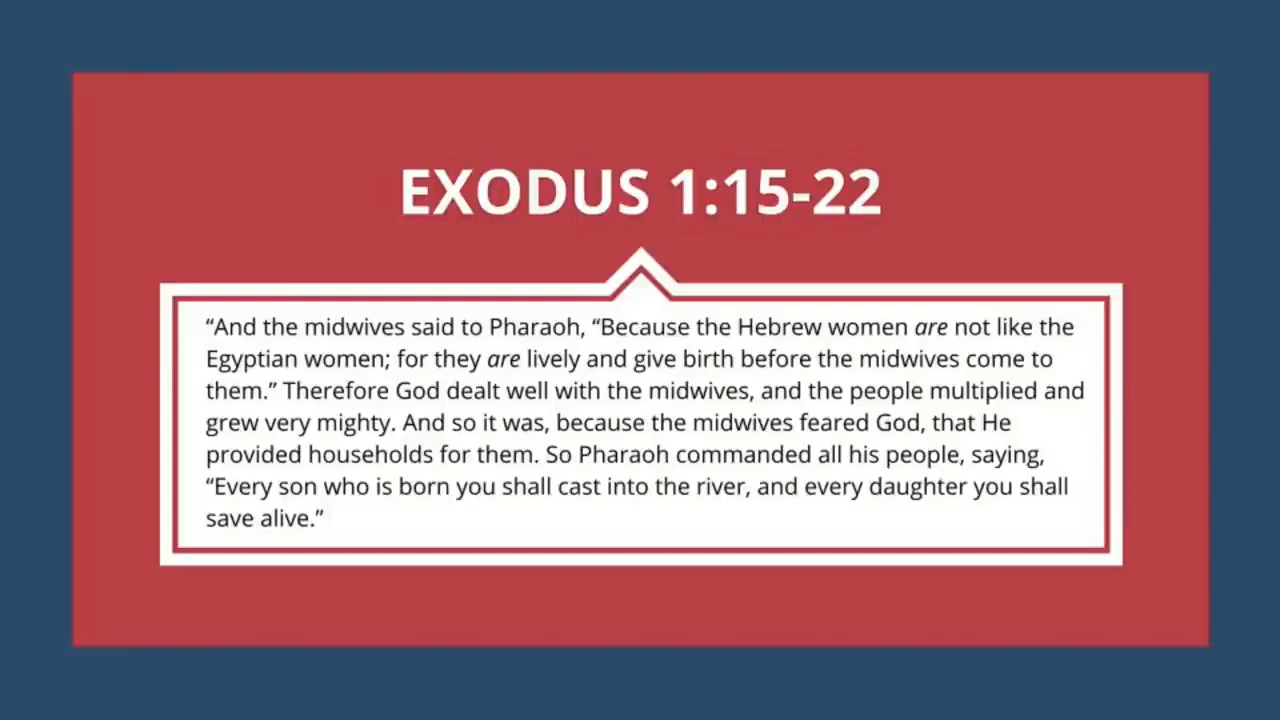 EXODUS 1:15-22
“And the midwives said to Pharaoh, “Because the Hebrew women are not like the
Egyptian women; for they are lively and give birth before the midwives come to
them.” Therefore God dealt well with the midwives, and the people multiplied and
grew very mighty. And so it was, because the midwives feared God, that He
provided households for them. So Pharaoh commanded all his people, saying,
“Every son who is born you shall cast into the river, and every daughter you shall
save alive.”